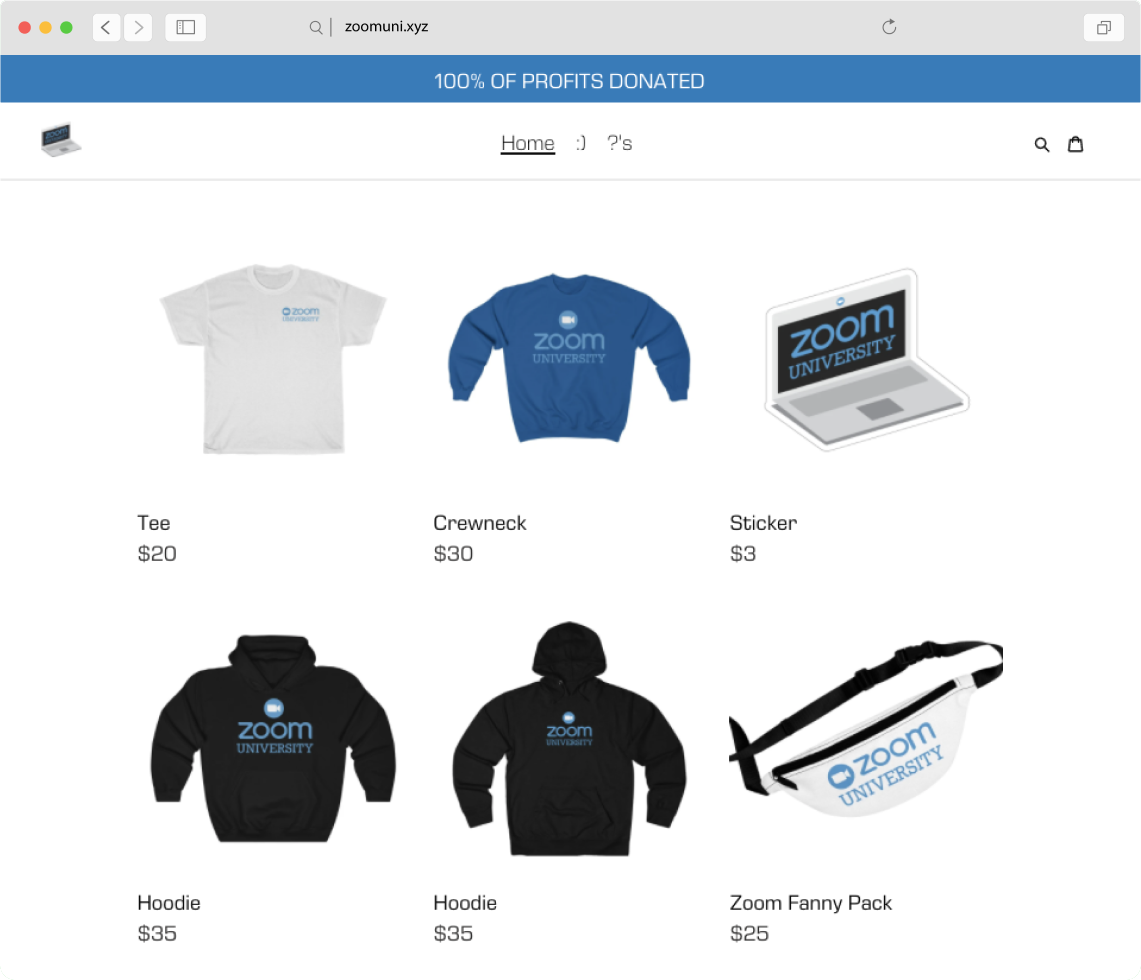 zoomuni.xyz
100% OF PROFITS DONATED
Home :) ?'s
zoom
UNIVERSITY
zoom
UNIVERSITY
zoom
UNIVERSITY
Tee
$20
Crewneck
$30
Sticker
$3
zoom
UNIVERSITY
zoom
UNIVERSITY
zoom
UNIVERSITY
Hoodie
$35
Hoodie
$35
Zoom Fanny Pack
$25